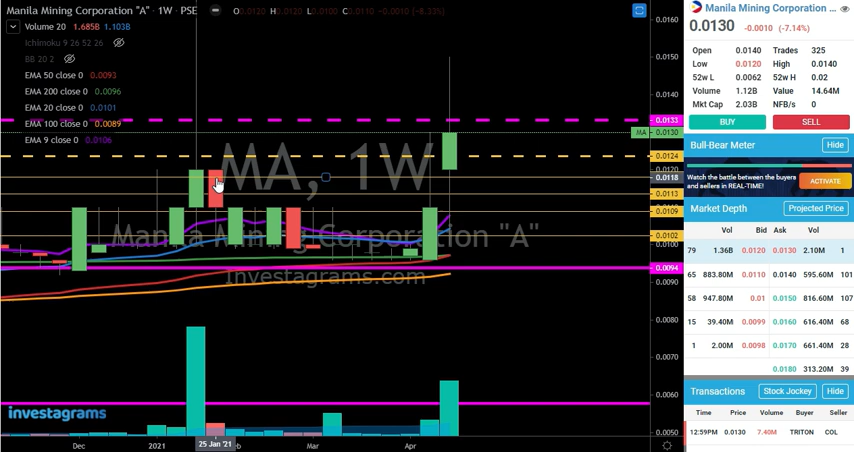 Manila Mining Corporation "A" · 1W · PSE
O0.0120 H0.0120 L0.0100 C0.0110 -0.0010 (-8.33%)
Volume 20 1.685B 1.103B
Ichimoku 9 26 52 26
BB 20 2
EMA 50 close 0 0.0093
EMA 200 close 0 0.0096
EMA 20 close 0 0.0101
EMA 100 close 0 0.0089
EMA 9 close 0 0.0106
MA, 1W
Manila Mining Corporation "A"
Investagrams.com
0.0160
0.0150
0.0140
0.0133
MA 0.0130
0.0124
0.0120
0.0118
0.0113
0.0109
0.0102
0.0100
0.0094
0.0090
0.0080
0.0070
0.0060
0.0050
investagrams
Dec 2021 25 Jan '21 Mar Apr
Manila Mining Corporation ...
0.0130 -0.0010 (-7.14%)
Open 0.0140 Trades 325
Low 0.0120 High 0.0140
52w L 0.0062 52w H 0.02
Volume 1.12B Value 14.64M
Mkt Cap 2.03B NFB/s 0
BUY SELL
Bull-Bear Meter Hide
Watch the battle between the buyers
and sellers in REAL-TIME!
ACTIVATE
Market Depth Projected Price
Vol Bid Ask Vol
79 1.36B 0.0120 0.0130 2.10M 1
65 883.80M 0.0110 0.0140 595.60M 101
58 947.80M 0.01 0.0150 816.60M 107
15 39.40M 0.0099 0.0160 616.40M 68
1 2.00M 0.0098 0.0170 661.40M 28
0.0180 313.20M 39
Transactions Stock Jockey Hide
Time Price Volume Buyer Seller
12:59PM 0.0130 7.40M TRITON COL